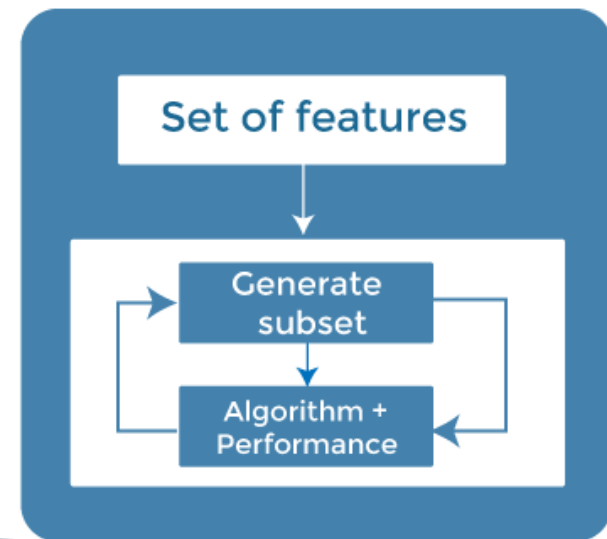 Set of features
Generate
subset
Algorithm +
Performance